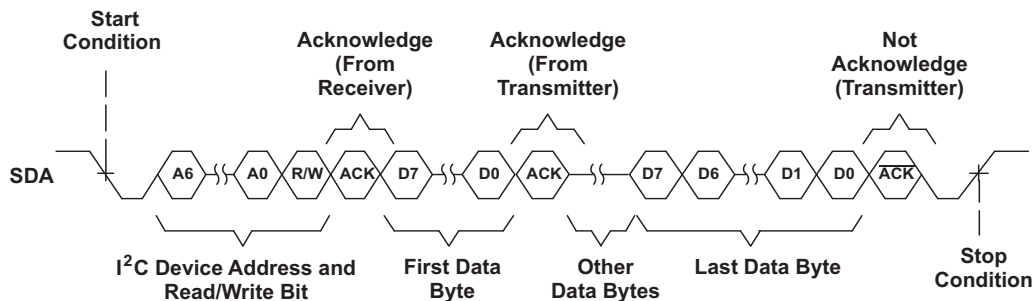 Start
Condition
Acknowledge
(From
Receiver)
Acknowledge
(From
Transmitter)
Not
Acknowledge
(Transmitter)
SDA
A6
A0
R/W
ACK
D7
D0
ACK
D7
D6
D1
D0
A̅C̅K̅
I²C Device Address and
Read/Write Bit
First Data
Byte
Other
Data Bytes
Last Data Byte
Stop
Condition